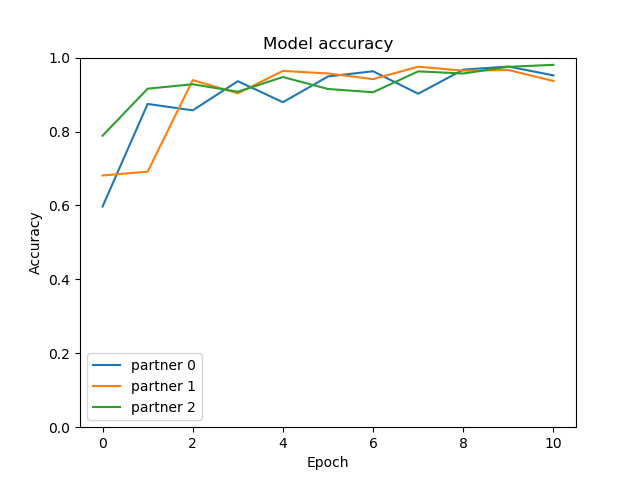 Model accuracy
Accuracy
1.0
0.8
0.6
0.4
0.2
0.0
partner 0
partner 1
partner 2
0 2 4 6 8 10
Epoch